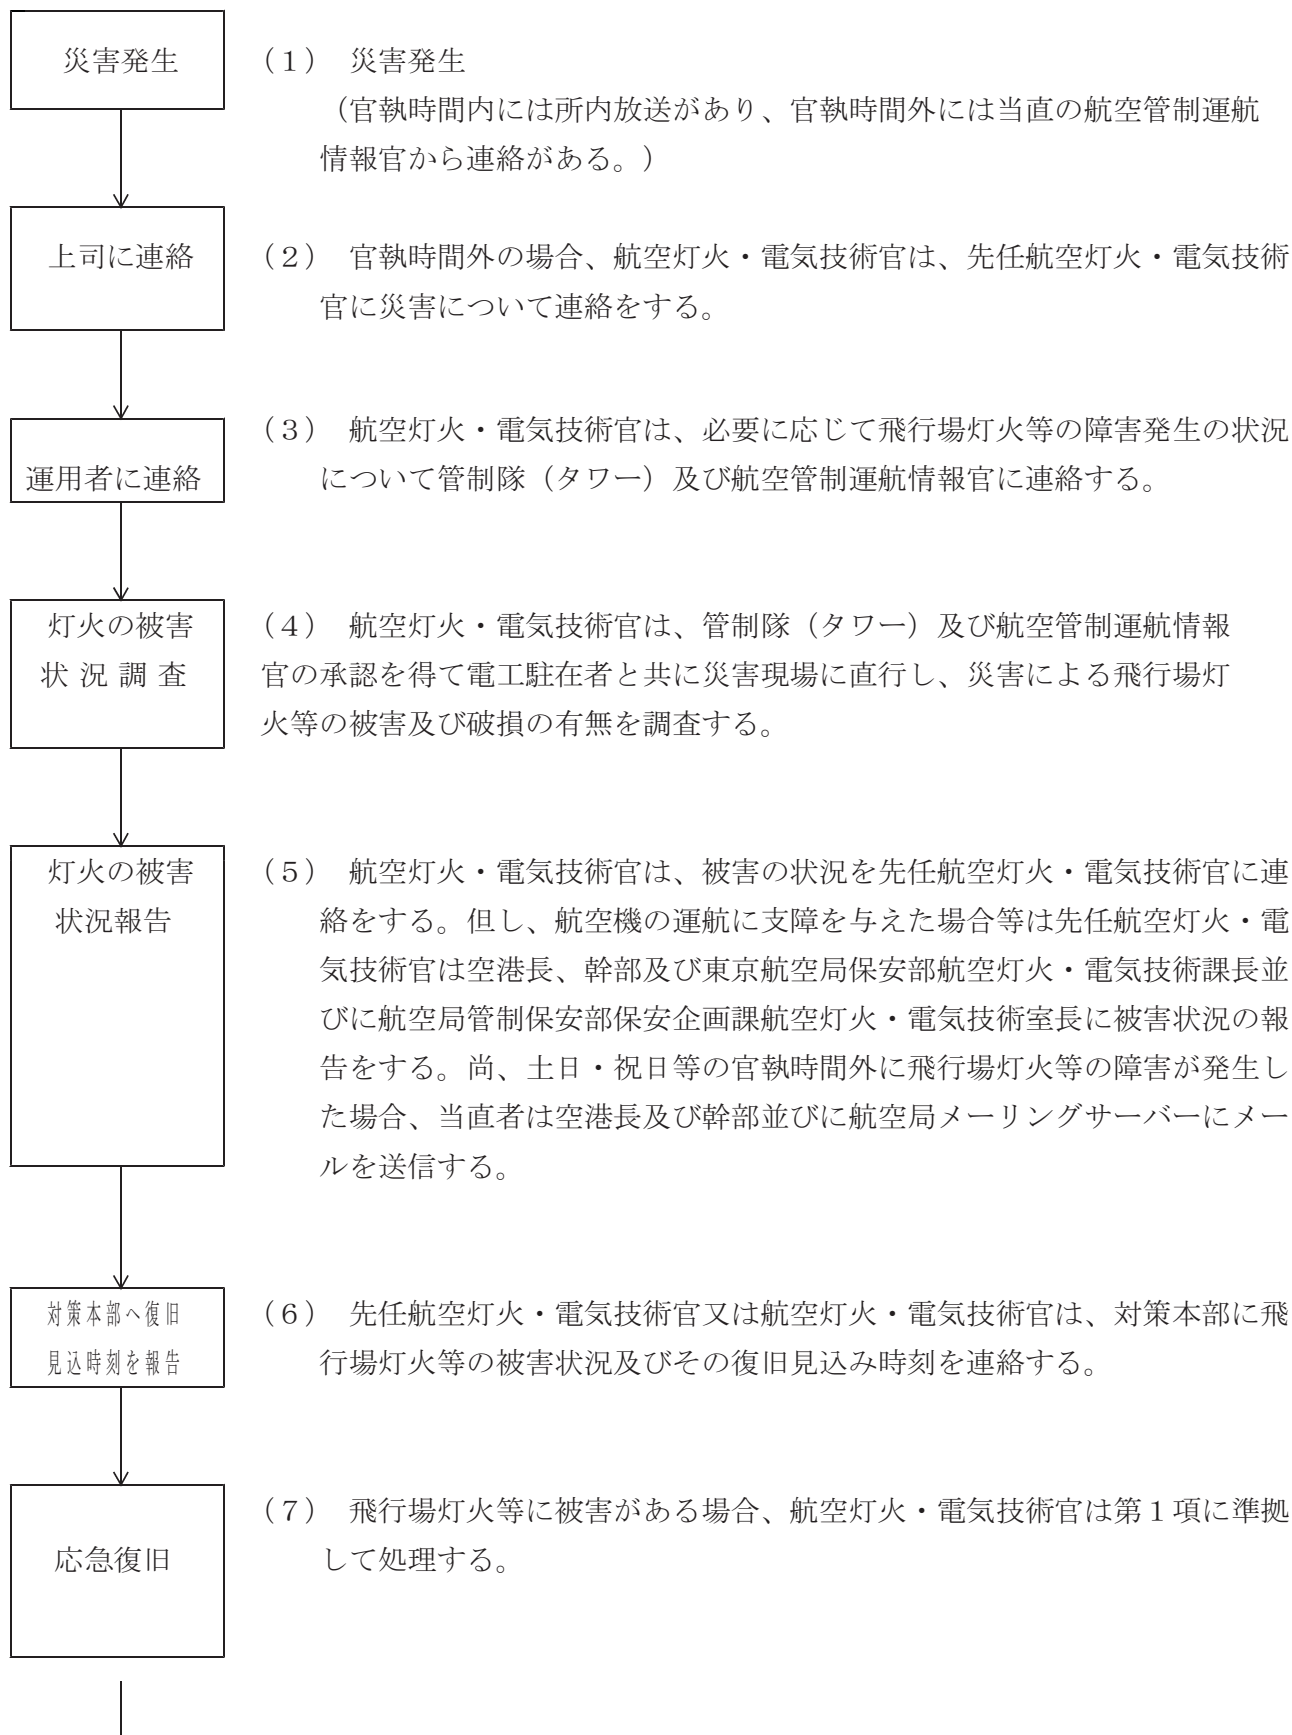 災害発生
(1) 災害発生
(官執時間内には所内放送があり、官執時間外には当直の航空管制運航
情報官から連絡がある。)
上司に連絡
(2) 官執時間外の場合、航空灯火・電気技術官は、先任航空灯火・電気技術
官に災害について連絡をする。
運用者に連絡
(3) 航空灯火・電気技術官は、必要に応じて飛行場灯火等の障害発生の状況
について管制隊(タワー)及び航空管制運航情報官に連絡する。
灯火の被害
状況調査
(4) 航空灯火・電気技術官は、管制隊(タワー)及び航空管制運航情報
官の承認を得て電工駐在者と共に災害現場に直行し、災害による飛行場灯
火等の被害及び破損の有無を調査する。
灯火の被害
状況報告
(5) 航空灯火・電気技術官は、被害の状況を先任航空灯火・電気技術官に連
絡をする。但し、航空機の運航に支障を与えた場合等は先任航空灯火・電
気技術官は空港長、幹部及び東京航空局保安部航空灯火・電気技術課長並
びに航空局管制保安部保安企画課航空灯火・電気技術室長に被害状況の報
告をする。尚、土日・祝日等の官執時間外に飛行場灯火等の障害が発生し
た場合、当直者は空港長及び幹部並びに航空局メーリングサーバーにメー
ルを送信する。
対策本部へ復旧
見込時刻を報告
(6) 先任航空灯火・電気技術官又は航空灯火・電気技術官は、対策本部に飛
行場灯火等の被害状況及びその復旧見込み時刻を連絡する。
応急復旧
(7) 飛行場灯火等に被害がある場合、航空灯火・電気技術官は第1項に準拠
して処理する。